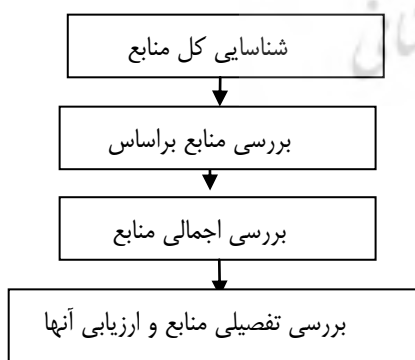 شناسایی کل منابع
بررسی منابع براساس
بررسی اجمالی منابع
بررسی تفصیلی منابع و ارزیابی آنها